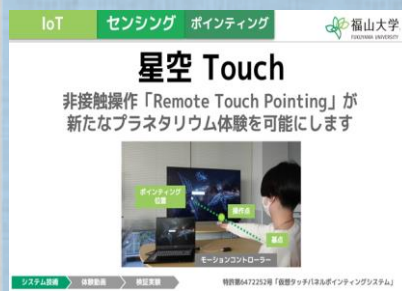 IoT
センシング
ポインティング
福山大学
FUKUYAMA UNIVERSITY
星空 Touch
非接触操作「Remote Touch Pointing」が
新たなプラネタリウム体験を可能にします
ポインティング
位置
操作点
基点
モーションコントローラー
システム技術
体験動画
検証実験
特許第6472252号「仮想タッチパネルポインティングシステム」